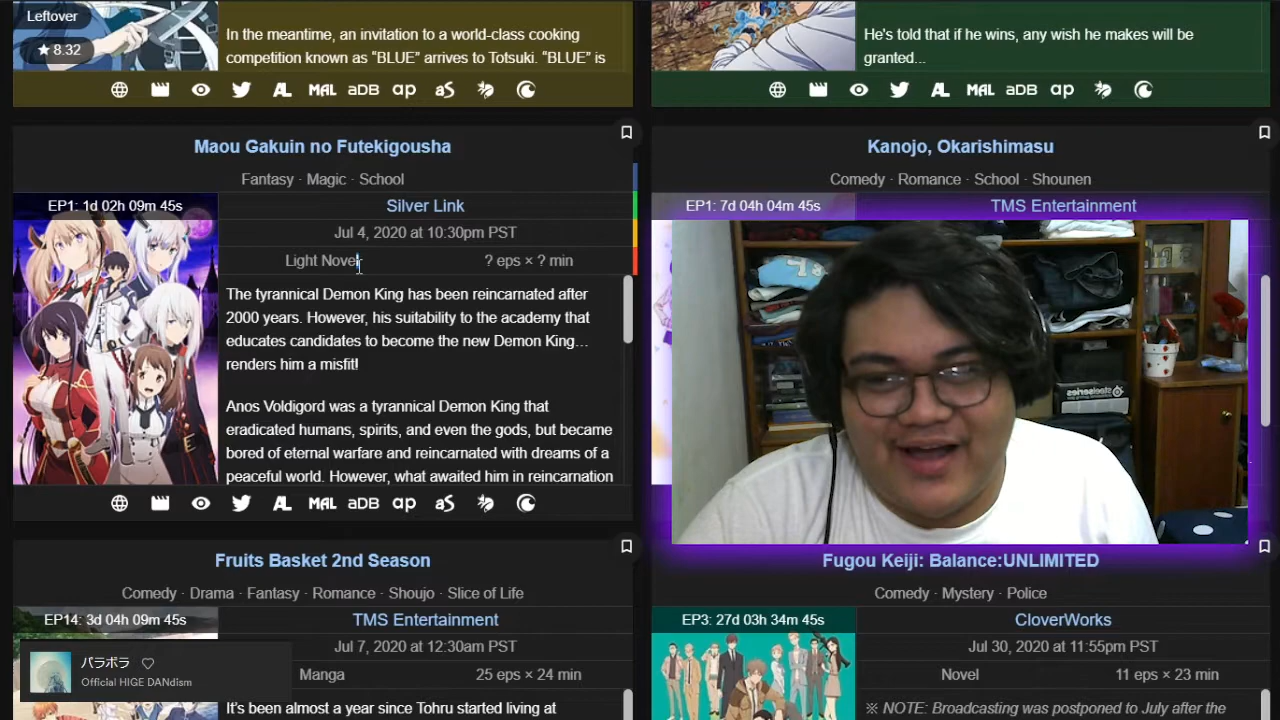 Leftover
★ 8.32
In the meantime, an invitation to a world-class cooking
competition known as “BLUE” arrives to Totsuki. “BLUE” is
MAL aDB ap aS
He's told that if he wins, any wish he makes will be
granted...
MAL aDB ap
Maou Gakuin no Futekigousha
Fantasy · Magic · School
EP1: 1d 02h 09m 45s
Silver Link
Jul 4, 2020 at 10:30pm PST
Light Novel
? eps × ? min
The tyrannical Demon King has been reincarnated after
2000 years. However, his suitability to the academy that
educates candidates to become the new Demon King...
renders him a misfit!
Anos Voldigord was a tyrannical Demon King that
eradicated humans, spirits, and even the gods, but became
bored of eternal warfare and reincarnated with dreams of a
peaceful world. However, what awaited him in reincarnation
MAL aDB ap aS
Kanojo, Okarishimasu
Comedy · Romance · School · Shounen
EP1: 7d 04h 04m 45s
TMS Entertainment
steelseries
Fruits Basket 2nd Season
Comedy · Drama · Fantasy · Romance · Shoujo · Slice of Life
EP14: 3d 04h 09m 45s
TMS Entertainment
Jul 7, 2020 at 12:30am PST
Manga
25 eps × 24 min
It's been almost a year since Tohru started living at
パラボラ
Official HIGE DANdism
Fugou Keiji: Balance:UNLIMITED
Comedy · Mystery · Police
EP3: 27d 03h 34m 45s
CloverWorks
Jul 30, 2020 at 11:55pm PST
Novel
11 eps × 23 min
※ NOTE: Broadcasting was postponed to July after the